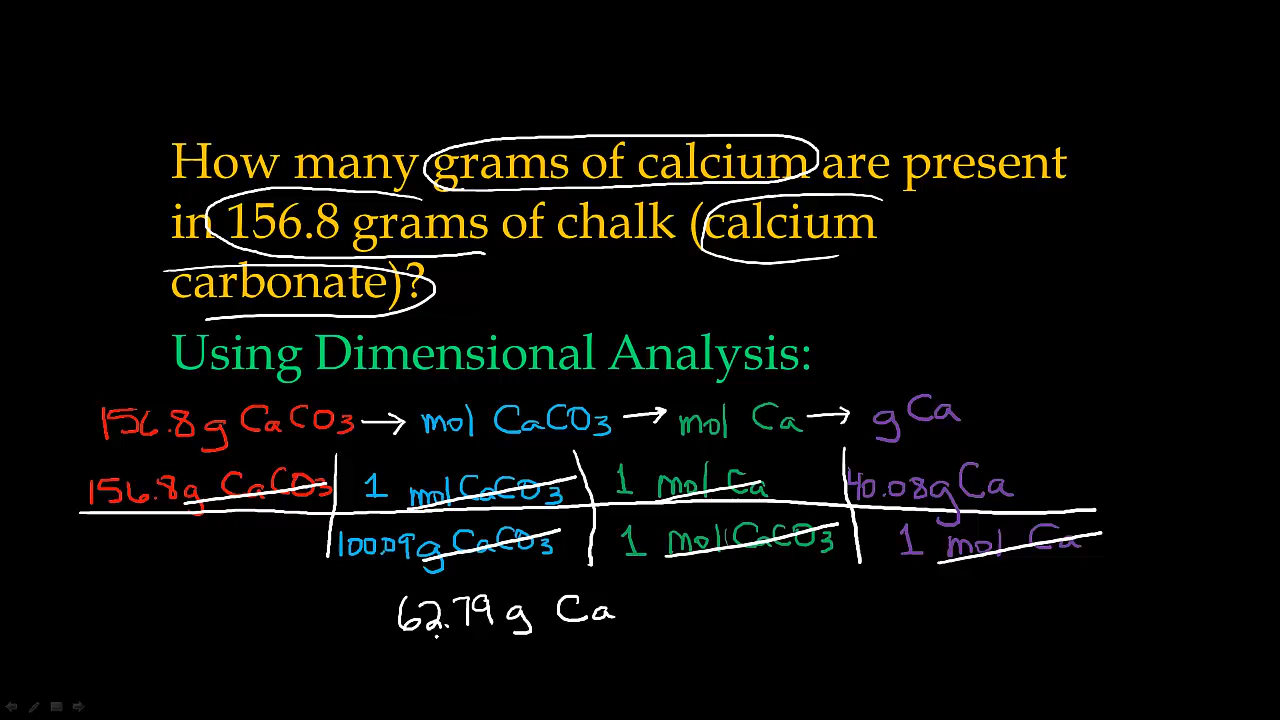 How many grams of calcium are present
in 156.8 grams of chalk (calcium
carbonate)?
Using Dimensional Analysis:
156.8g CaCO3 → mol CaCO3 → mol Ca → g Ca
156.8g CaCO3 1 mol CaCO3 1 mol Ca 40.08g Ca
100.09g CaCO3 1 mol CaCO3 1 mol Ca
62.79g Ca